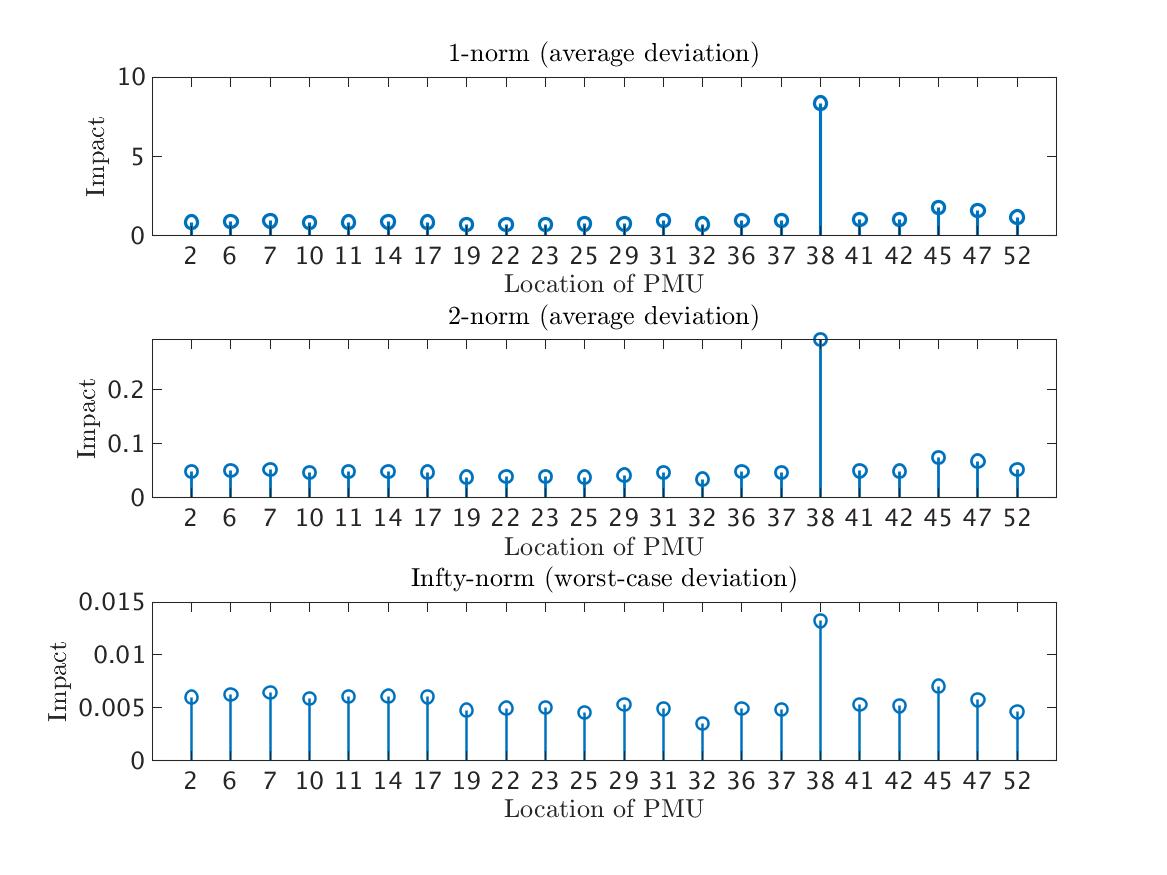 1-norm (average deviation)
10
5
0
Impact
2 6 7 10 11 14 17 19 22 23 25 29 31 32 36 37 38 41 42 45 47 52
Location of PMU
2-norm (average deviation)
0.2
0.1
0
Impact
2 6 7 10 11 14 17 19 22 23 25 29 31 32 36 37 38 41 42 45 47 52
Location of PMU
Infty-norm (worst-case deviation)
0.015
0.01
0.005
0
Impact
2 6 7 10 11 14 17 19 22 23 25 29 31 32 36 37 38 41 42 45 47 52
Location of PMU